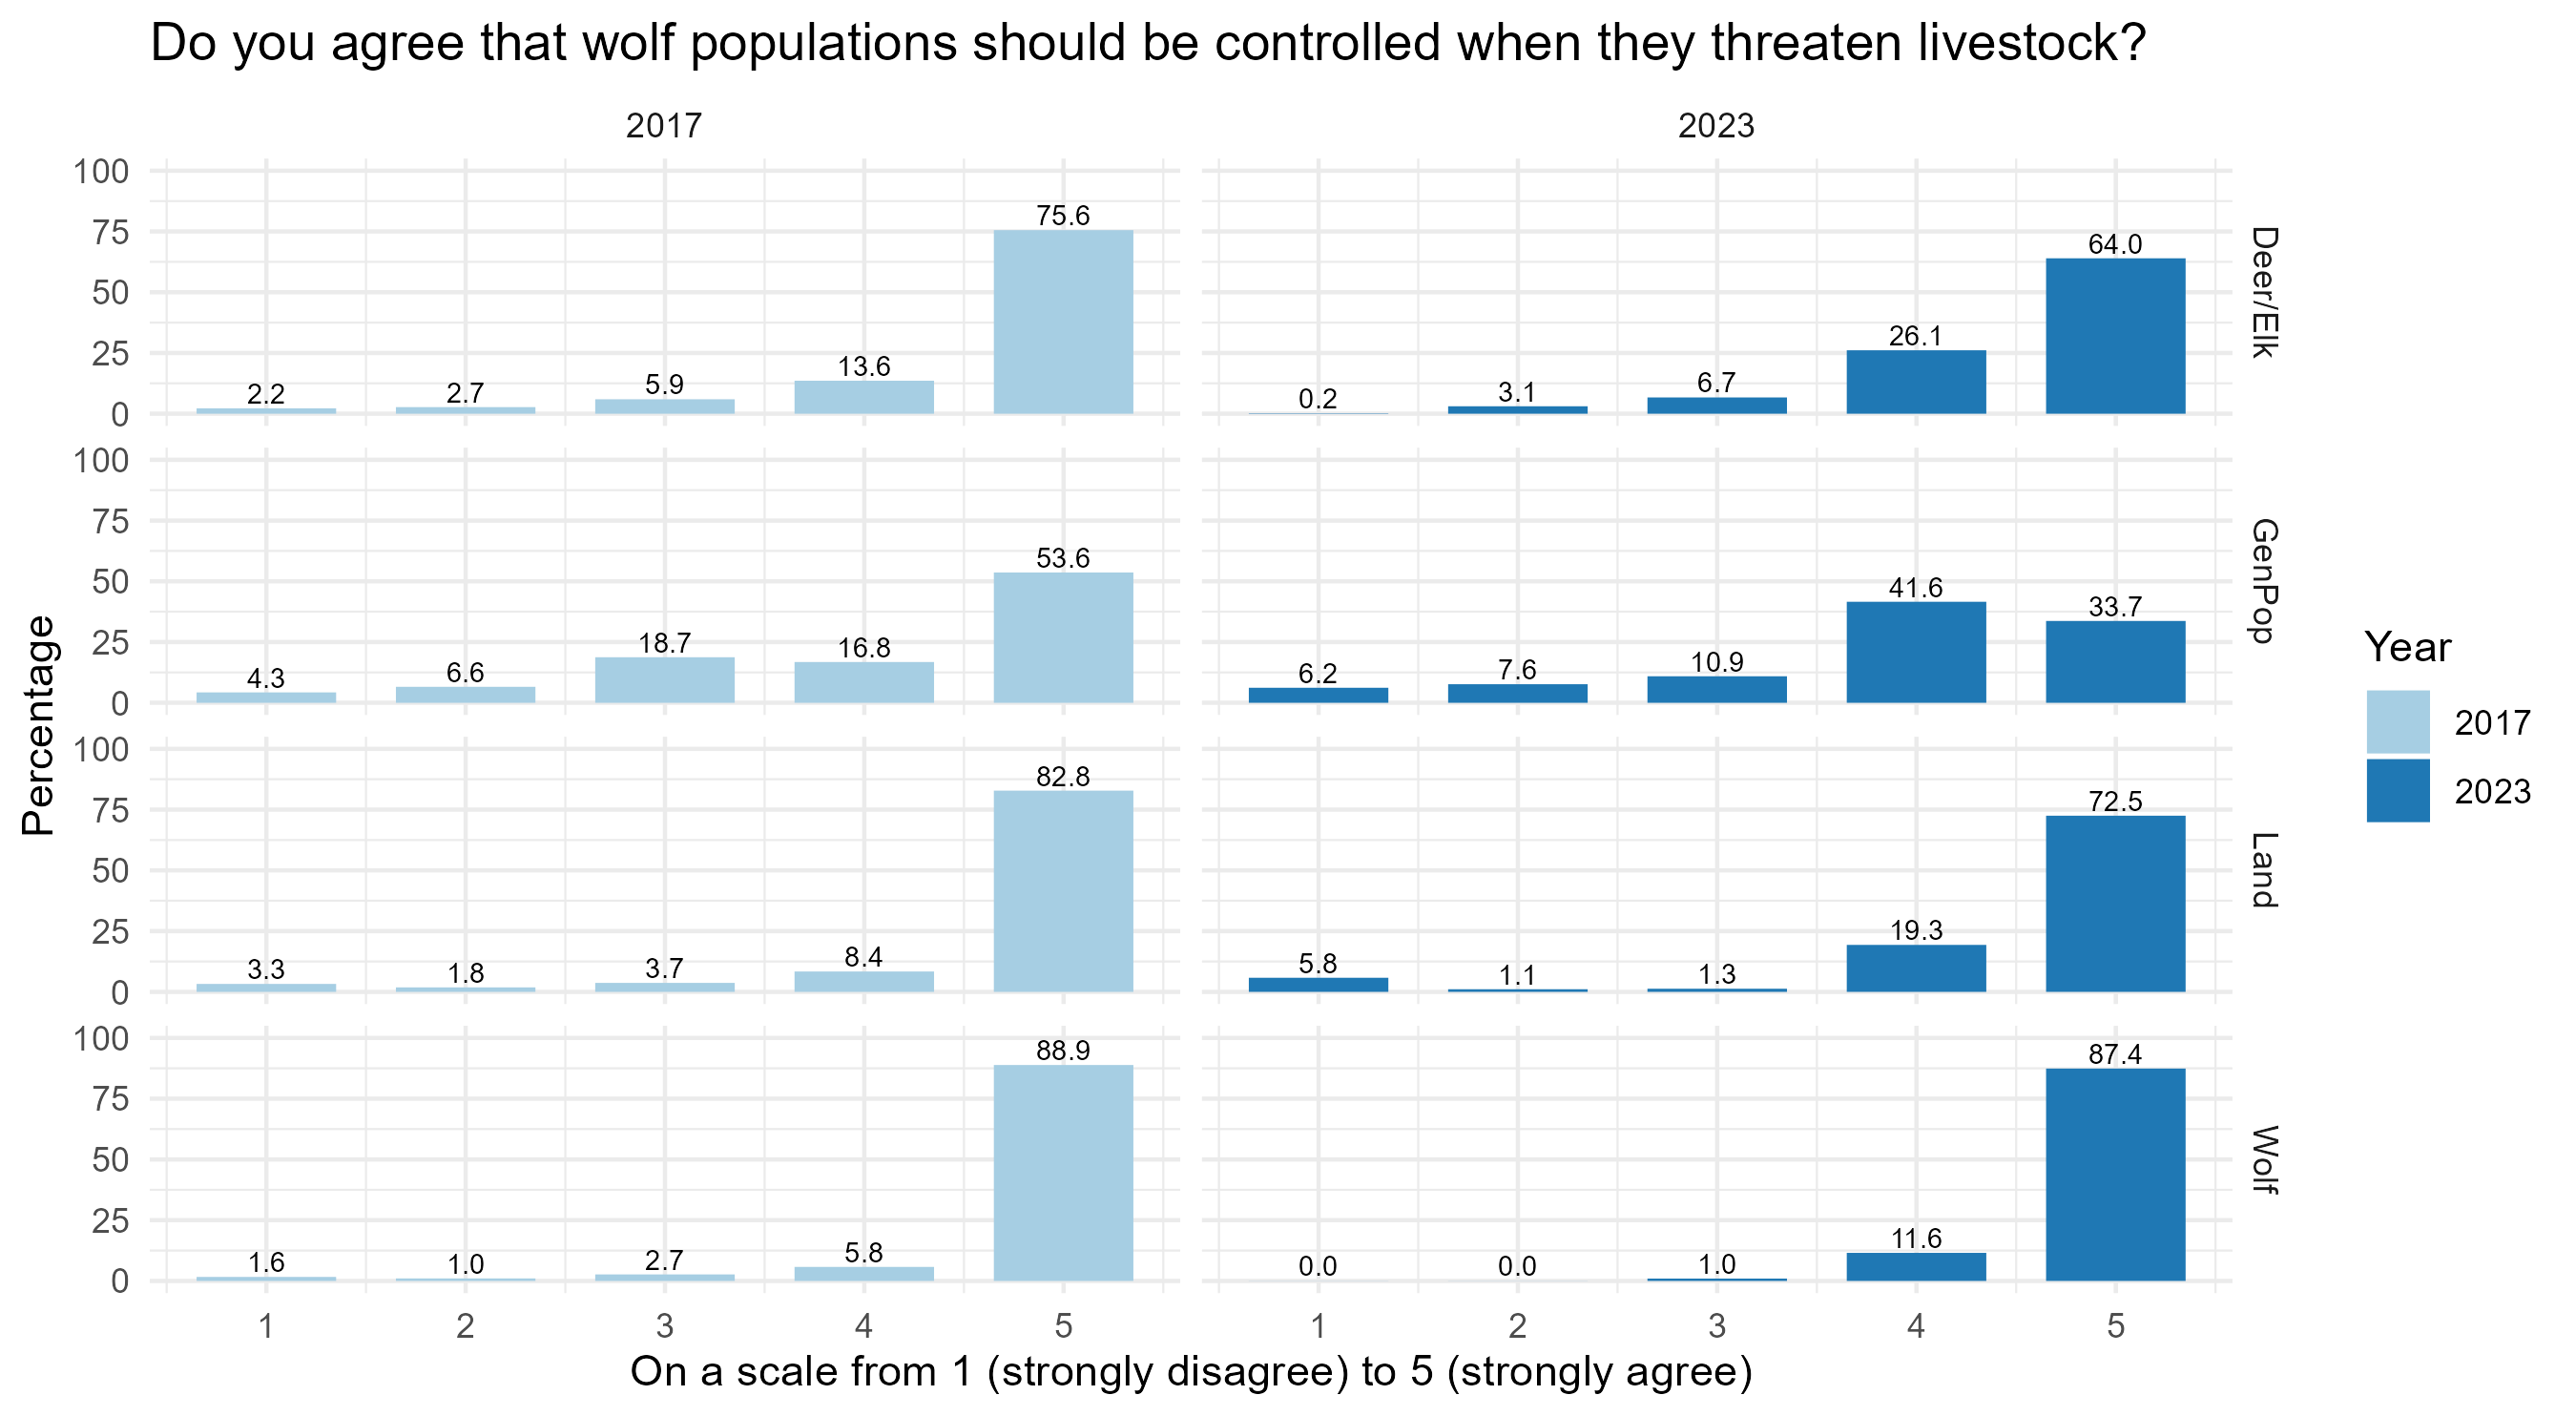 Do you agree that wolf populations should be controlled when they threaten livestock?
2017 2023
100
75
50
25
0
2.2 2.7 5.9 13.6 75.6
0.2 3.1 6.7 26.1 64.0
Deer/Elk
100
75
50
25
0
4.3 6.6 18.7 16.8 53.6
6.2 7.6 10.9 41.6 33.7
GenPop
100
75
50
25
0
3.3 1.8 3.7 8.4 82.8
5.8 1.1 1.3 19.3 72.5
Land
100
75
50
25
0
1.6 1.0 2.7 5.8 88.9
0.0 0.0 1.0 11.6 87.4
Wolf
1 2 3 4 5 1 2 3 4 5
On a scale from 1 (strongly disagree) to 5 (strongly agree)
Percentage
Year
2017
2023